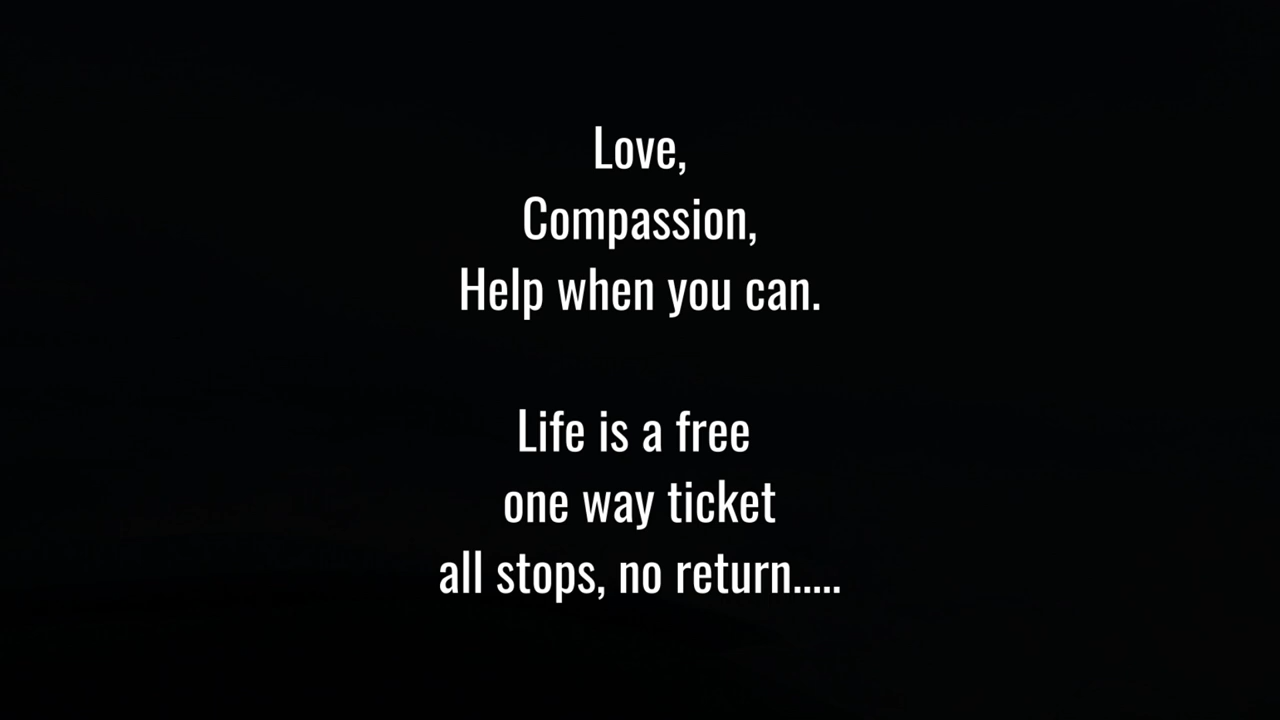 Love,
Compassion,
Help when you can.
Life is a free
one way ticket
all stops, no return.....